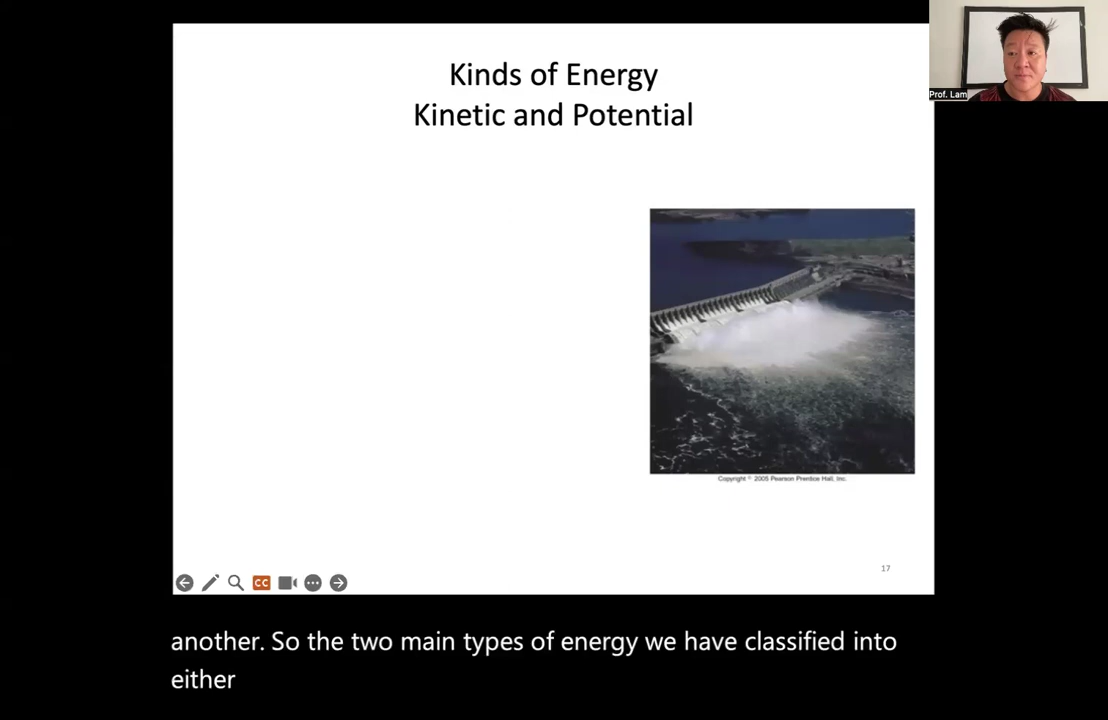 Kinds of Energy
Kinetic and Potential
Prof. Lam
Copyright © 2005 Pearson Prentice Hall, Inc.
17
CC
another. So the two main types of energy we have classified into
either